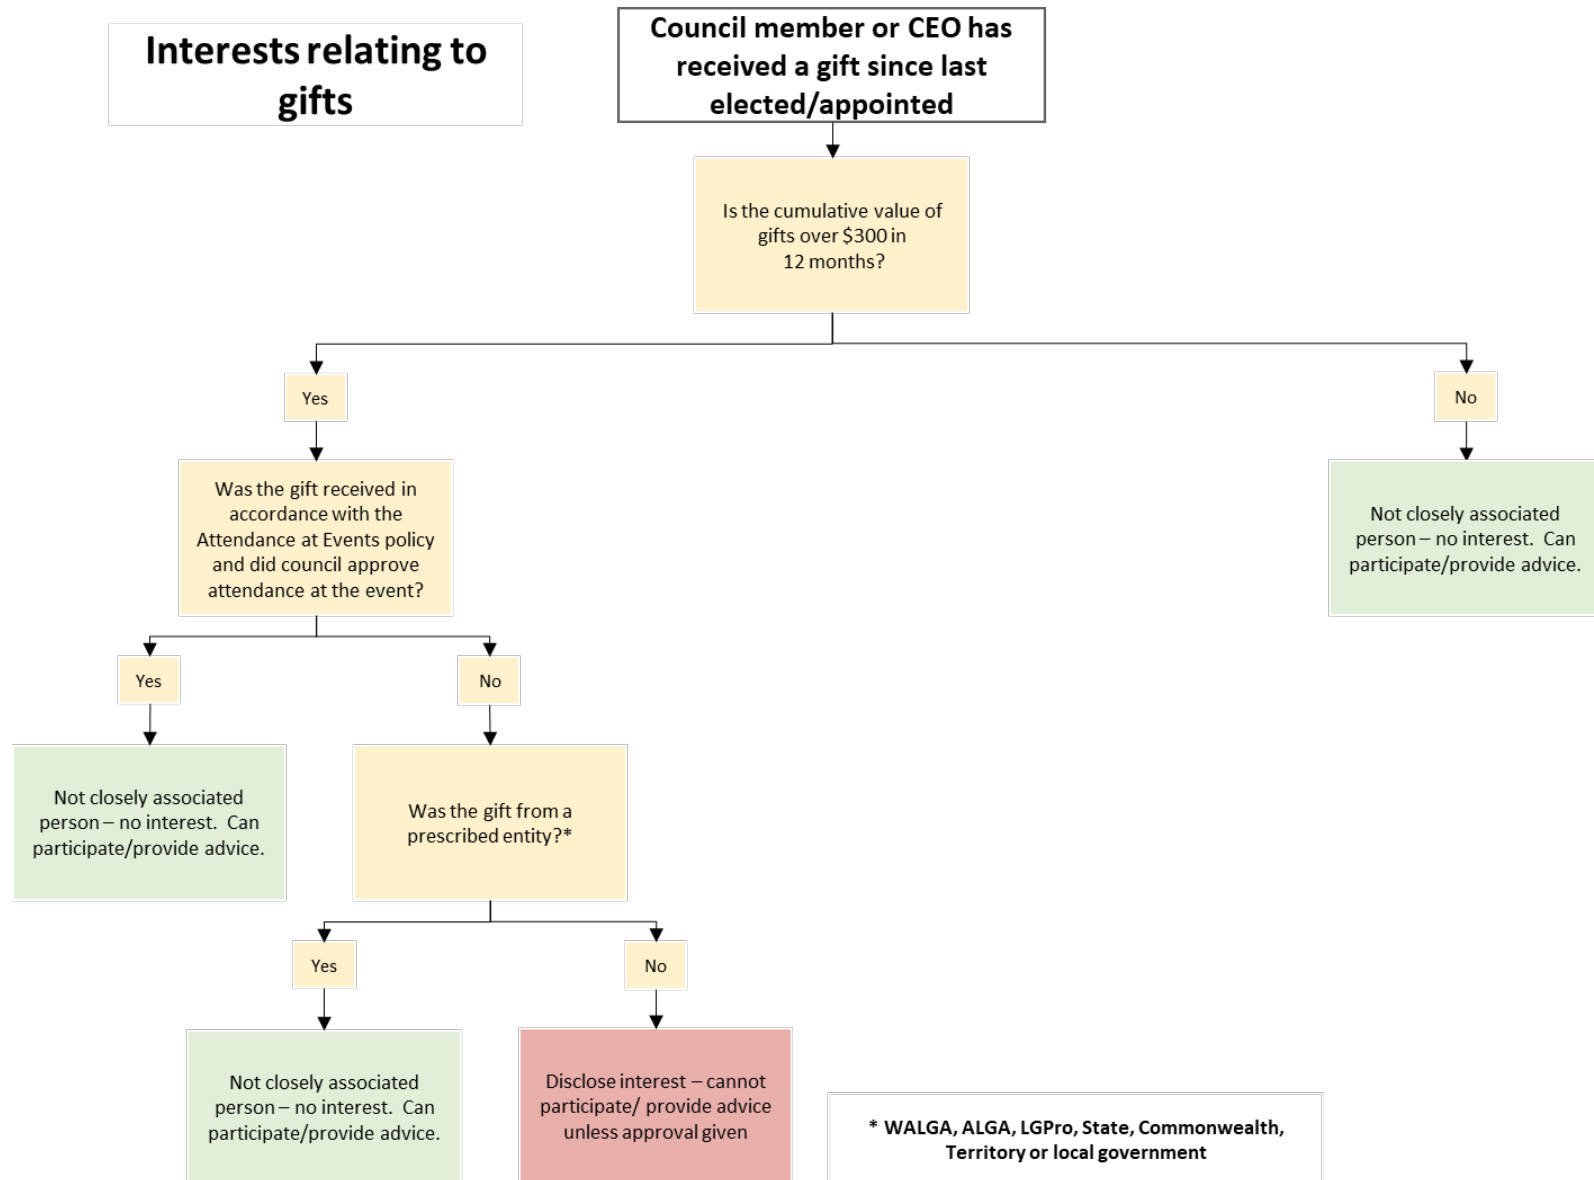 Interests relating to
gifts
Council member or CEO has
received a gift since last
elected/appointed
Is the cumulative value of
gifts over $300 in
12 months?
Yes
No
Was the gift received in
accordance with the
Attendance at Events policy
and did council approve
attendance at the event?
Not closely associated
person – no interest.  Can
participate/provide advice.
Yes
No
Not closely associated
person – no interest.  Can
participate/provide advice.
Was the gift from a
prescribed entity?*
Yes
No
Not closely associated
person – no interest.  Can
participate/provide advice.
Disclose interest – cannot
participate/ provide advice
unless approval given
* WALGA, ALGA, LGPro, State, Commonwealth,
Territory or local government